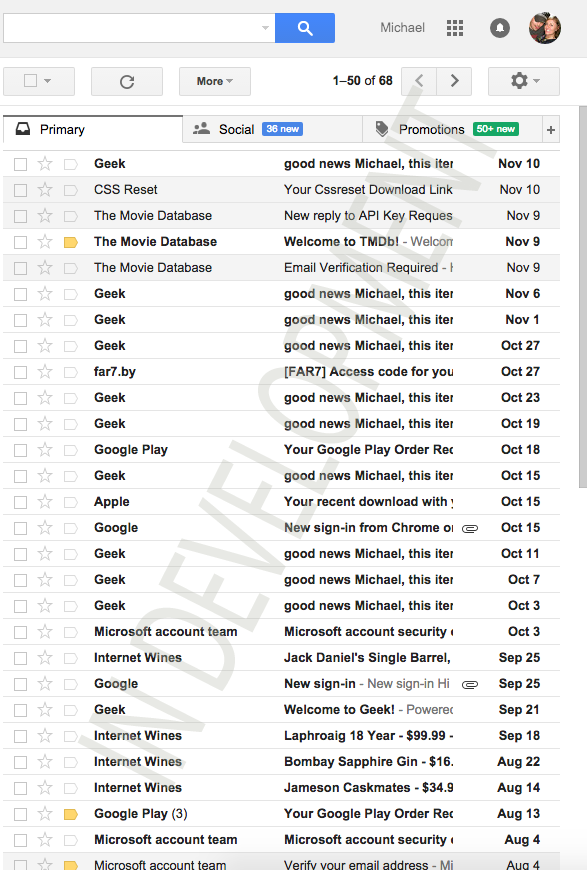 Michael
More
1–50 of 68
Primary
Social 36 new
Promotions 50+ new
+
Geek good news Michael, this iter Nov 10
CSS Reset Your Cssreset Download Link Nov 10
The Movie Database New reply to API Key Reques Nov 9
The Movie Database Welcome to TMDb! - Welcom Nov 9
The Movie Database Email Verification Required - Nov 9
Geek good news Michael, this iter Nov 6
Geek good news Michael, this iter Nov 1
Geek good news Michael, this iter Oct 27
far7.by [FAR7] Access code for you Oct 27
Geek good news Michael, this iter Oct 23
Geek good news Michael, this iter Oct 19
Google Play Your Google Play Order Rec Oct 18
Geek good news Michael, this iter Oct 15
Apple Your recent download with Oct 15
Google New sign-in from Chrome or Oct 15
Geek good news Michael, this iter Oct 11
Geek good news Michael, this iter Oct 7
Geek good news Michael, this iter Oct 3
Microsoft account team Microsoft account security Oct 3
Internet Wines Jack Daniel's Single Barrel, Sep 25
Google New sign-in - New sign-in Hi Sep 25
Geek Welcome to Geek! - Powered Sep 21
Internet Wines Laphroaig 18 Year - $99.99 - Sep 18
Internet Wines Bombay Sapphire Gin - $16. Aug 22
Internet Wines Jameson Caskmates - $34.9 Aug 14
Google Play (3) Your Google Play Order Rec Aug 13
Microsoft account team Microsoft account security Aug 4
Microsoft account team Verify your email address - Mi Aug 4
IN DEVELOPMENT